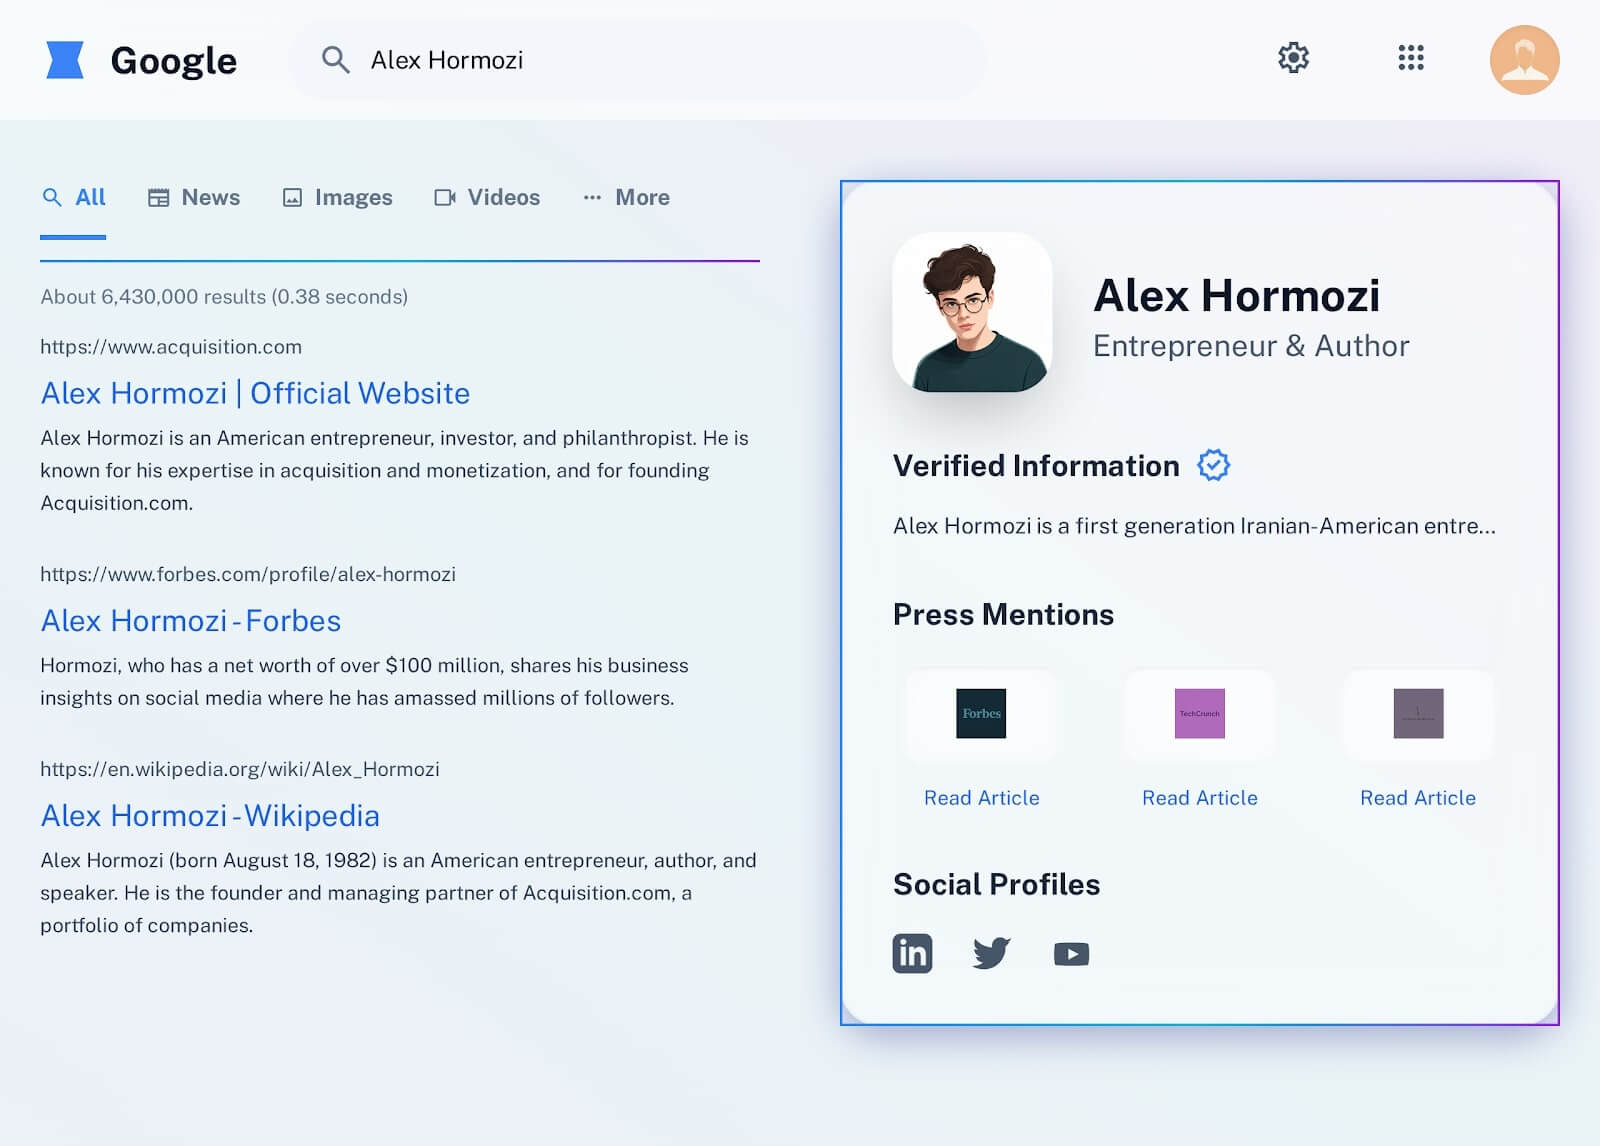 Google
Alex Hormozi
All
News
Images
Videos
More
About 6,430,000 results (0.38 seconds)
https://www.acquisition.com
Alex Hormozi | Official Website
Alex Hormozi is an American entrepreneur, investor, and philanthropist. He is
known for his expertise in acquisition and monetization, and for founding
Acquisition.com.
https://www.forbes.com/profile/alex-hormozi
Alex Hormozi - Forbes
Hormozi, who has a net worth of over $100 million, shares his business
insights on social media where he has amassed millions of followers.
https://en.wikipedia.org/wiki/Alex_Hormozi
Alex Hormozi - Wikipedia
Alex Hormozi (born August 18, 1982) is an American entrepreneur, author, and
speaker. He is the founder and managing partner of Acquisition.com, a
portfolio of companies.
Alex Hormozi
Entrepreneur & Author
Verified Information
Alex Hormozi is a first generation Iranian-American entre...
Press Mentions
Forbes
TechCrunch
Read Article
Read Article
Read Article
Social Profiles
in